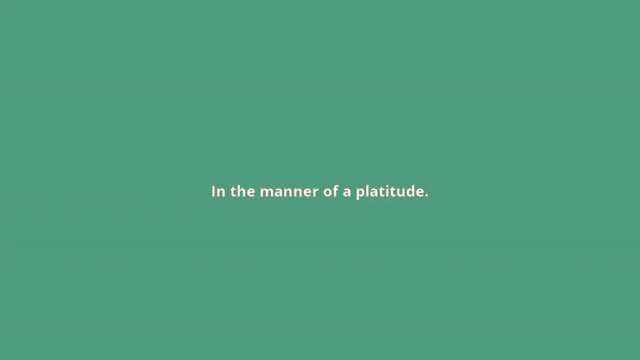 In the manner of a platitude.